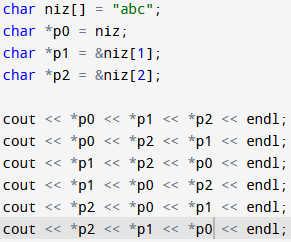 char niz[] = "abc";
char *p0 = niz;
char *p1 = &niz[1];
char *p2 = &niz[2];

cout << *p0 << *p1 << *p2 << endl;
cout << *p0 << *p2 << *p1 << endl;
cout << *p1 << *p2 << *p0 << endl;
cout << *p1 << *p0 << *p2 << endl;
cout << *p2 << *p0 << *p1 << endl;
cout << *p2 << *p1 << *p0 << endl;